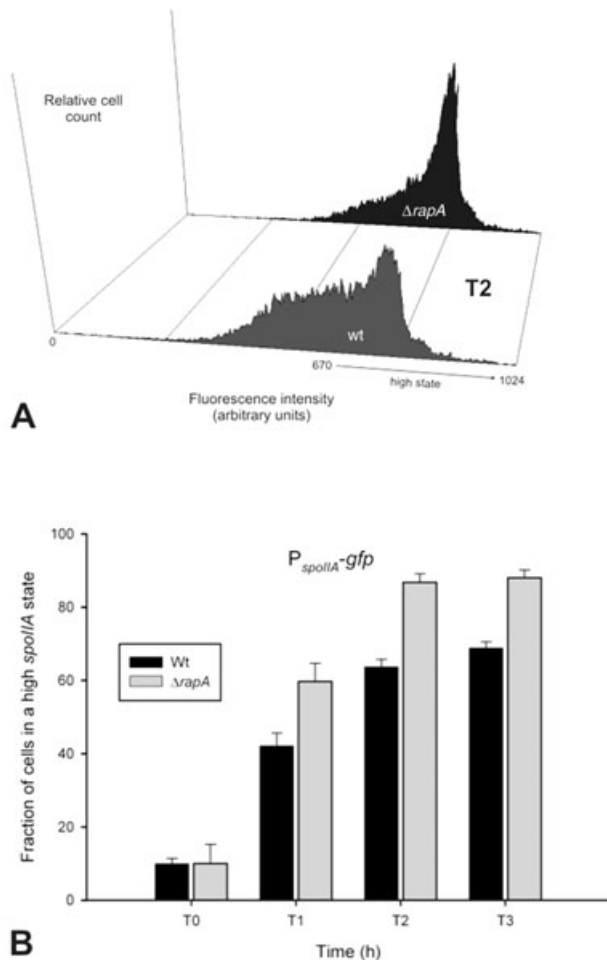 Relative cell
count
ΔrapA
T2
wt
0
670
high state
1024
Fluorescence intensity
(arbitrary units)
A
100
80
60
40
20
0
Fraction of cells in a high spoIIA state
PspoIIA-gfp
Wt
ΔrapA
T0 T1 T2 T3
Time (h)
B